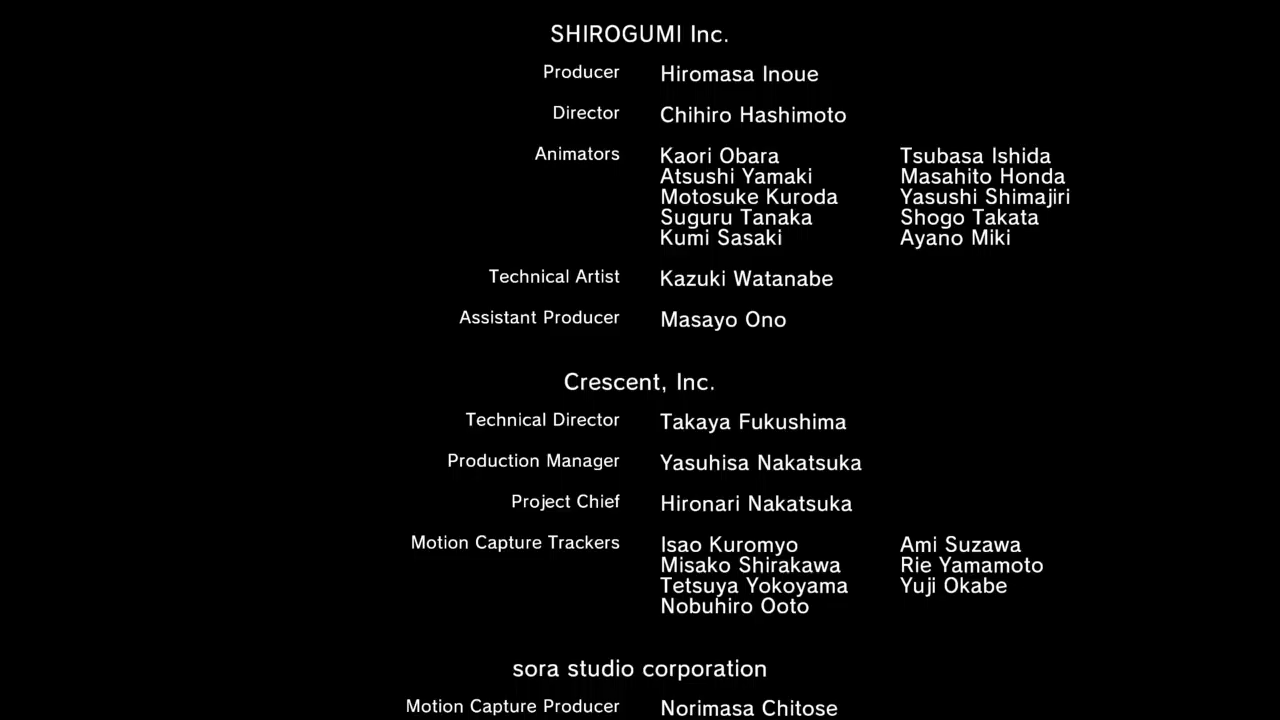 SHIROGUMI Inc.
Producer Hiromasa Inoue
Director Chihiro Hashimoto
Animators Kaori Obara Tsubasa Ishida
Atsushi Yamaki Masahito Honda
Motosuke Kuroda Yasushi Shimajiri
Suguru Tanaka Shogo Takata
Kumi Sasaki Ayano Miki
Technical Artist Kazuki Watanabe
Assistant Producer Masayo Ono
Crescent, Inc.
Technical Director Takaya Fukushima
Production Manager Yasuhisa Nakatsuka
Project Chief Hironari Nakatsuka
Motion Capture Trackers Isao Kuromyo Ami Suzawa
Misako Shirakawa Rie Yamamoto
Tetsuya Yokoyama Yuji Okabe
Nobuhiro Ooto
sora studio corporation
Motion Capture Producer Norimasa Chitose